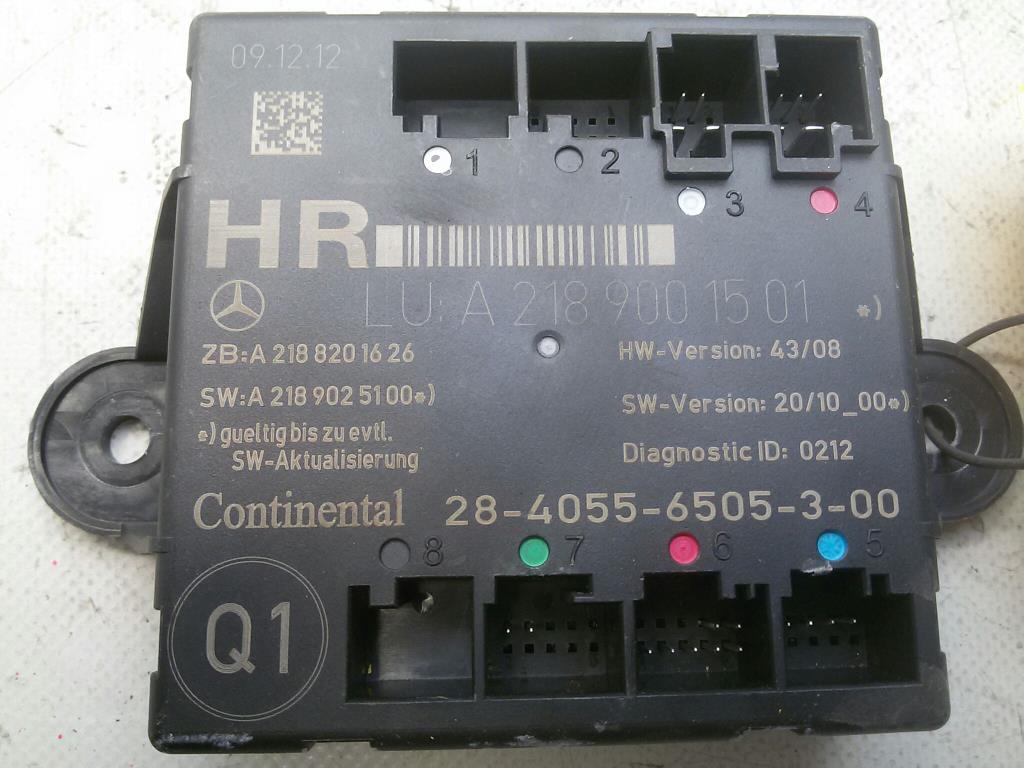 09.12.12
1 2
3 4
HR
LU: A 218 900 15 01 *)
ZB:A 218 820 16 26
HW-Version: 43/08
SW:A 218 902 51 00*)
SW-Version: 20/10_00*)
*) gueltig bis zu evtl.
SW-Aktualisierung
Diagnostic ID: 0212
Continental 28-4055-6505-3-00
8 7 6 5
Q1